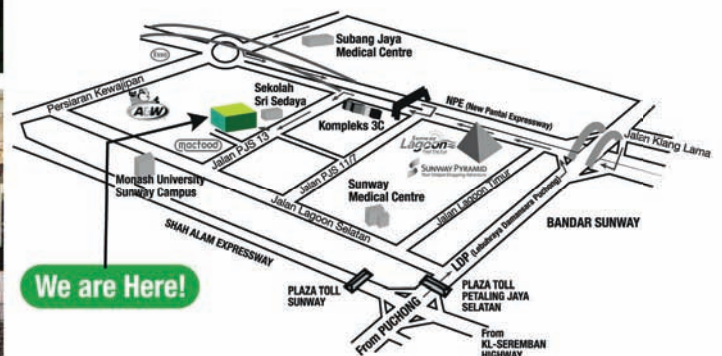 Subang Jaya
Medical Centre
Esso
Persiaran Kewajipan
A&W
Sekolah
Sri Sedaya
NPE (New Pantai Expressway)
Kompleks 3C
Jalan Klang Lama
macfood
Jalan PJS 13
Sunway
Lagoon
SUNWAY PYRAMID
Jalan PJS 11/7
Monash University
Sunway Campus
Sunway
Medical Centre
Jalan Lagoon Timur
Jalan Lagoon Selatan
BANDAR SUNWAY
LDP (Lebuhraya Damansara Puchong)
SHAH ALAM EXPRESSWAY
We are Here!
PLAZA TOLL
SUNWAY
PLAZA TOLL
PETALING JAYA
SELATAN
From PUCHONG
From
KL-SEREMBAN
HIGHWAY